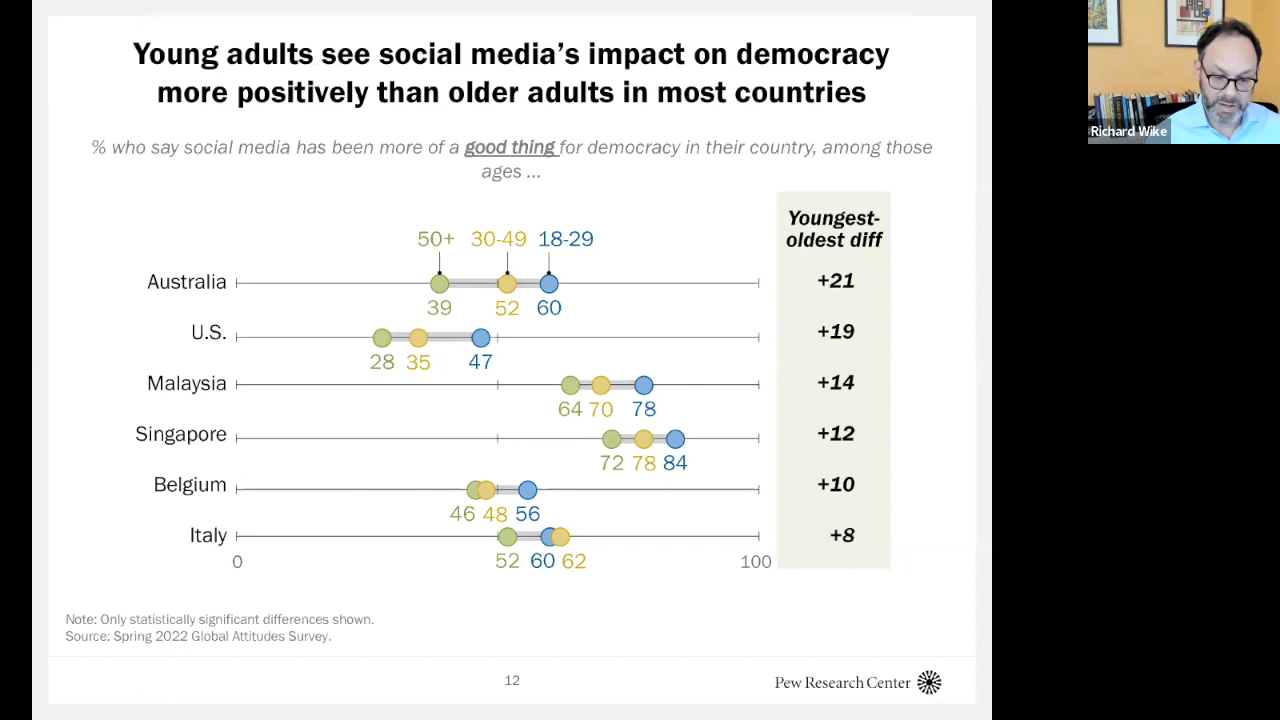 Young adults see social media's impact on democracy
more positively than older adults in most countries
% who say social media has been more of a good thing for democracy in their country, among those
ages ...
Youngest-
oldest diff
50+ 30-49 18-29
Australia +21
39 52 60
U.S. +19
28 35 47
Malaysia +14
64 70 78
Singapore +12
72 78 84
Belgium +10
46 48 56
Italy +8
0 52 60 62 100
Note: Only statistically significant differences shown.
Source: Spring 2022 Global Attitudes Survey.
12
Pew Research Center
Richard Wike